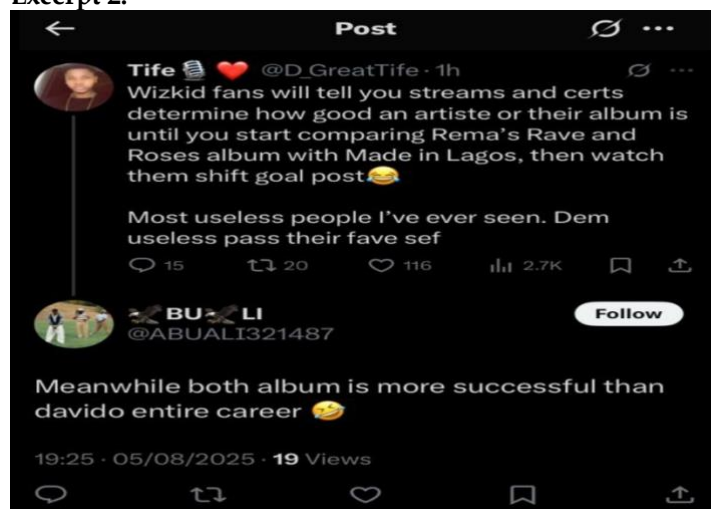 Excerpt 2:
Post
Tife 🎙️ ❤️ @D_GreatTife · 1h
Wizkid fans will tell you streams and certs
determine how good an artiste or their album is
until you start comparing Rema's Rave and
Roses album with Made in Lagos, then watch
them shift goal post😂
Most useless people I've ever seen. Dem
useless pass their fave sef
15 20 116 2.7K
🦅BU🦅LI
@ABUALI321487
Follow
Meanwhile both album is more successful than
davido entire career 🤣
19:25 · 05/08/2025 · 19 Views